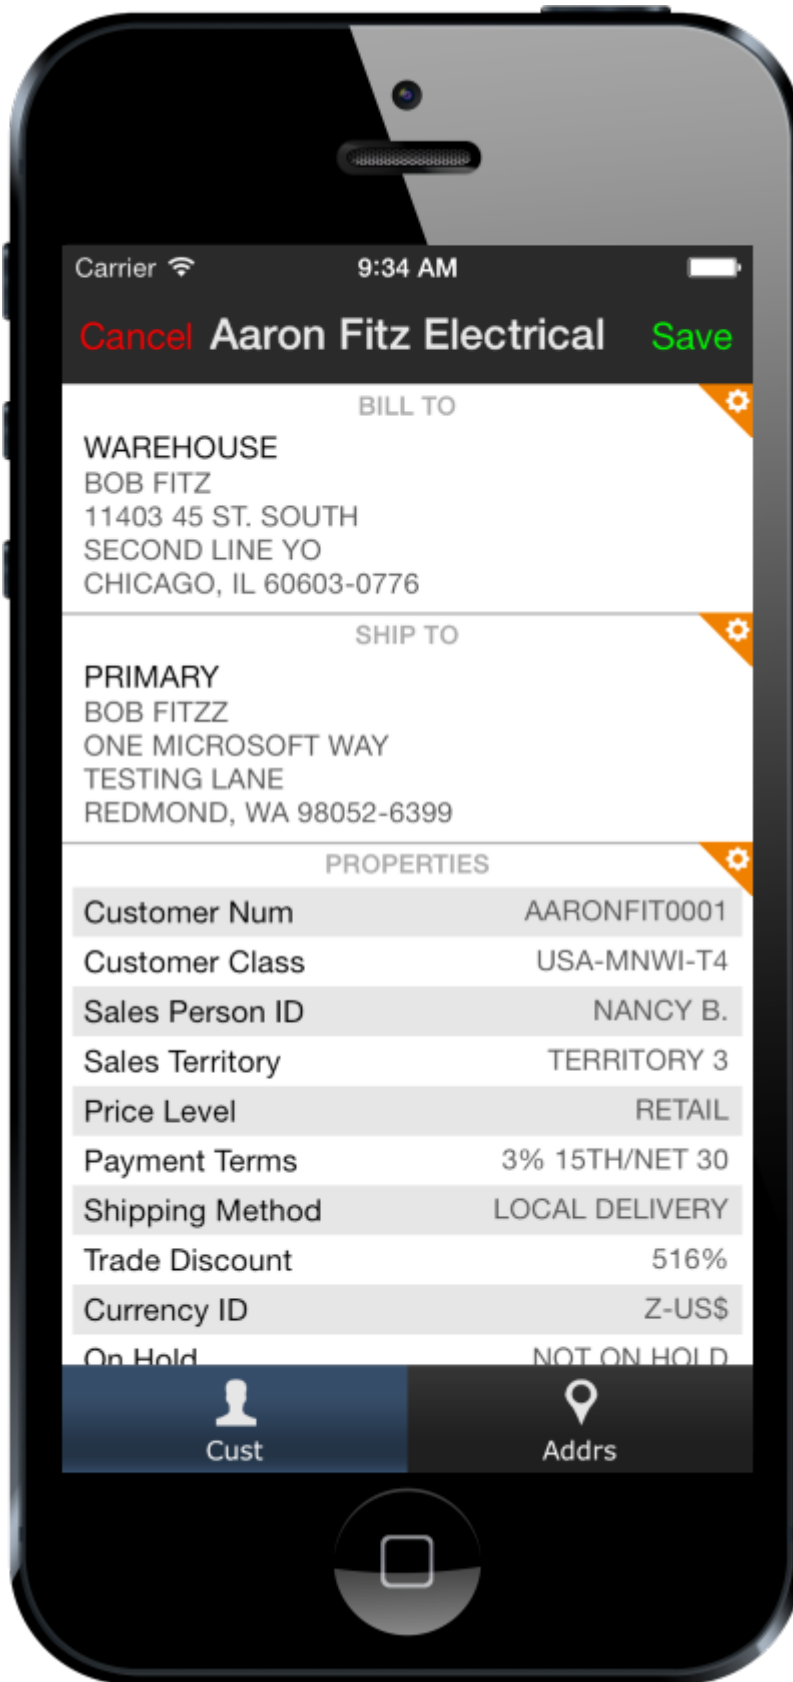 Carrier 9:34 AM
Cancel Aaron Fitz Electrical Save
BILL TO
WAREHOUSE
BOB FITZ
11403 45 ST. SOUTH
SECOND LINE YO
CHICAGO, IL 60603-0776
SHIP TO
PRIMARY
BOB FITZZ
ONE MICROSOFT WAY
TESTING LANE
REDMOND, WA 98052-6399
PROPERTIES
Customer Num AARONFIT0001
Customer Class USA-MNWI-T4
Sales Person ID NANCY B.
Sales Territory TERRITORY 3
Price Level RETAIL
Payment Terms 3% 15TH/NET 30
Shipping Method LOCAL DELIVERY
Trade Discount 516%
Currency ID Z-US$
On Hold NOT ON HOLD
Cust Addrs